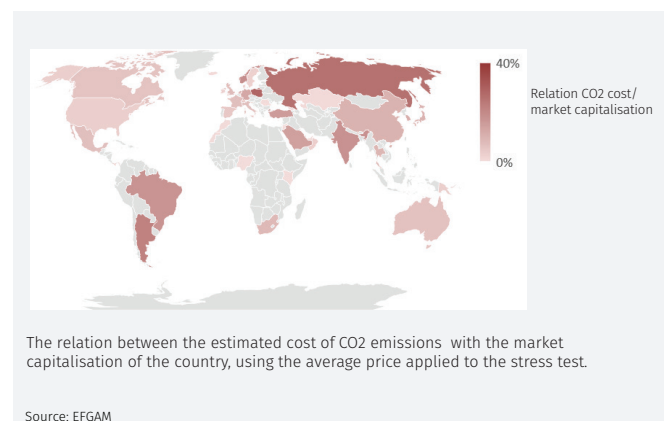 40%
Relation CO2 cost/
market capitalisation
0%
The relation between the estimated cost of CO2 emissions with the market
capitalisation of the country, using the average price applied to the stress test.
Source: EFGAM